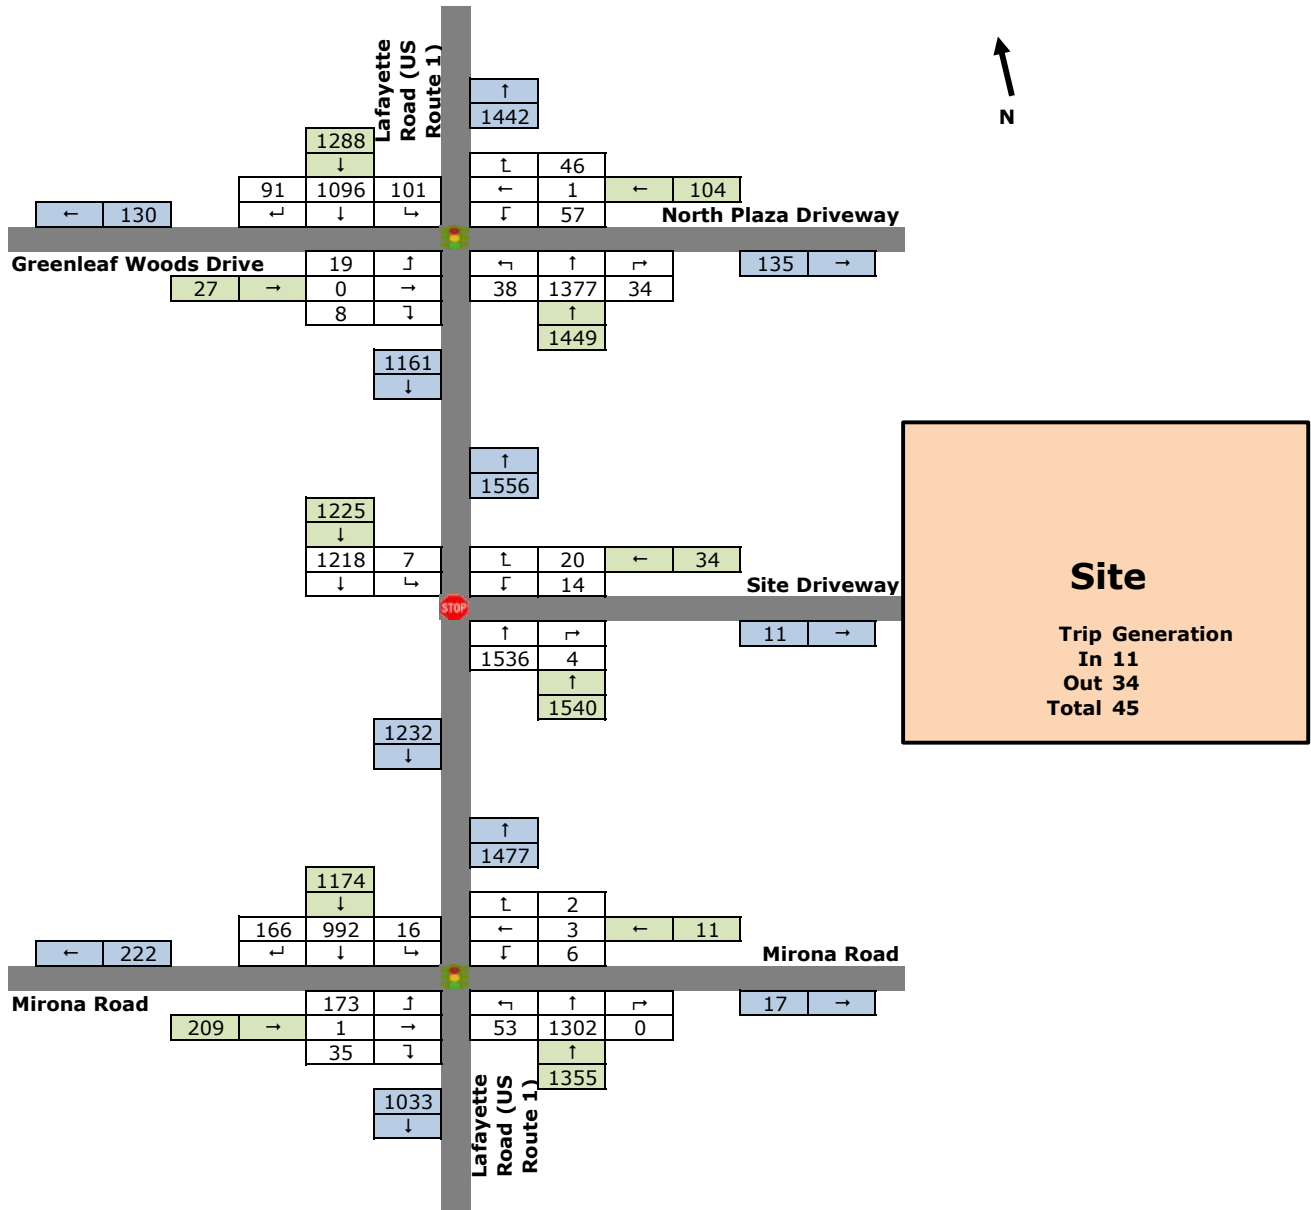 Lafayette
Road (US
Route 1)
↑
1442
N
1288
↓
↰ 46
91 1096 101
← 1 ← 104
← 130
↵ ↓ ↳
↓ 57
North Plaza Driveway
Greenleaf Woods Drive
19 ↑
↰ ↑ ↱
135 →
27 → 0 →
38 1377 34
8 ↓
↑
1449
1161
↓
↑
1556
1225
↓
1218 7
↰ 20 ← 34
↓ ↳
↓ 14
Site Driveway
STOP
Site
↑ ↱
11 →
1536 4
↑
1540
Trip Generation
In 11
Out 34
Total 45
1232
↓
↑
1477
1174
↓
↰ 2
166 992 16
← 3 ← 11
← 222
↵ ↓ ↳
↓ 6
Mirona Road
Mirona Road
173 ↑
↰ ↑ ↱
17 →
209 → 1 →
53 1302 0
35 ↓
↑
1355
1033
↓
Lafayette
Road (US
Route 1)